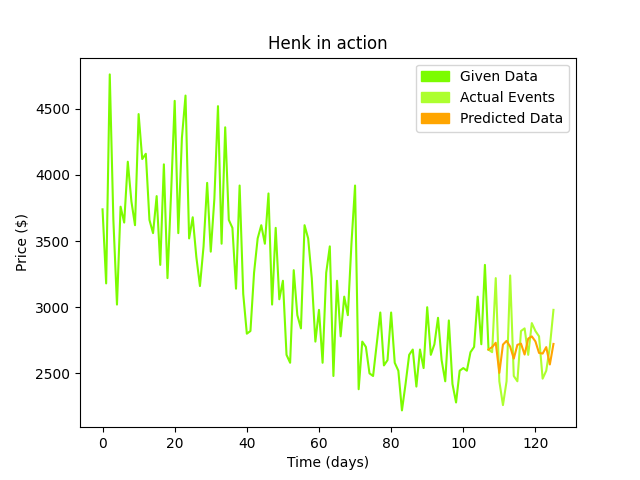 Henk in action
Given Data
Actual Events
Predicted Data
Price ($)
4500
4000
3500
3000
2500
0 20 40 60 80 100 120
Time (days)